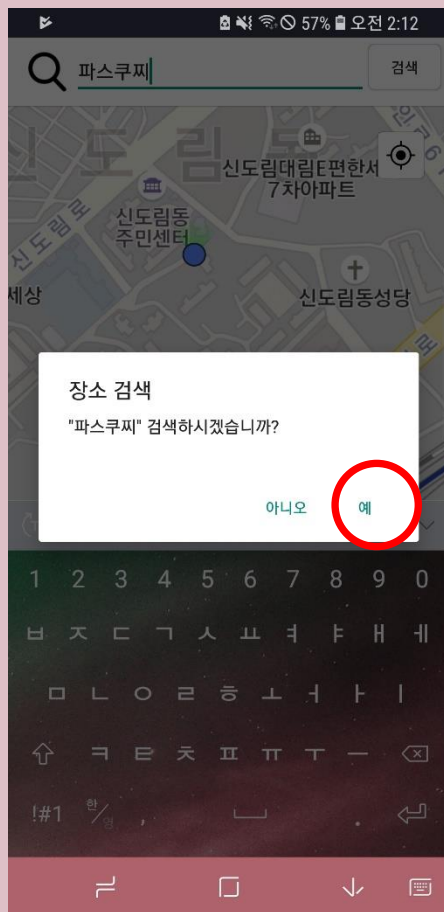 57% 오전 2:12
파스쿠찌
검색
신도림동
신도림대림E편한세
7차아파트
신도림동
주민센터
신도림로
세상
신도림동성당
로
장소 검색
"파스쿠찌" 검색하시겠습니까?
아니오 예
1 2 3 4 5 6 7 8 9 0
ㅂ ㅈ ㄷ ㄱ ㅅ ㅛ ㅕ ㅑ ㅐ ㅔ
ㅁ ㄴ ㅇ ㄹ ㅎ ㅗ ㅓ ㅏ ㅣ
ㅋ ㅌ ㅊ ㅍ ㅠ ㅜ ㅡ
!#1 한/영 , .